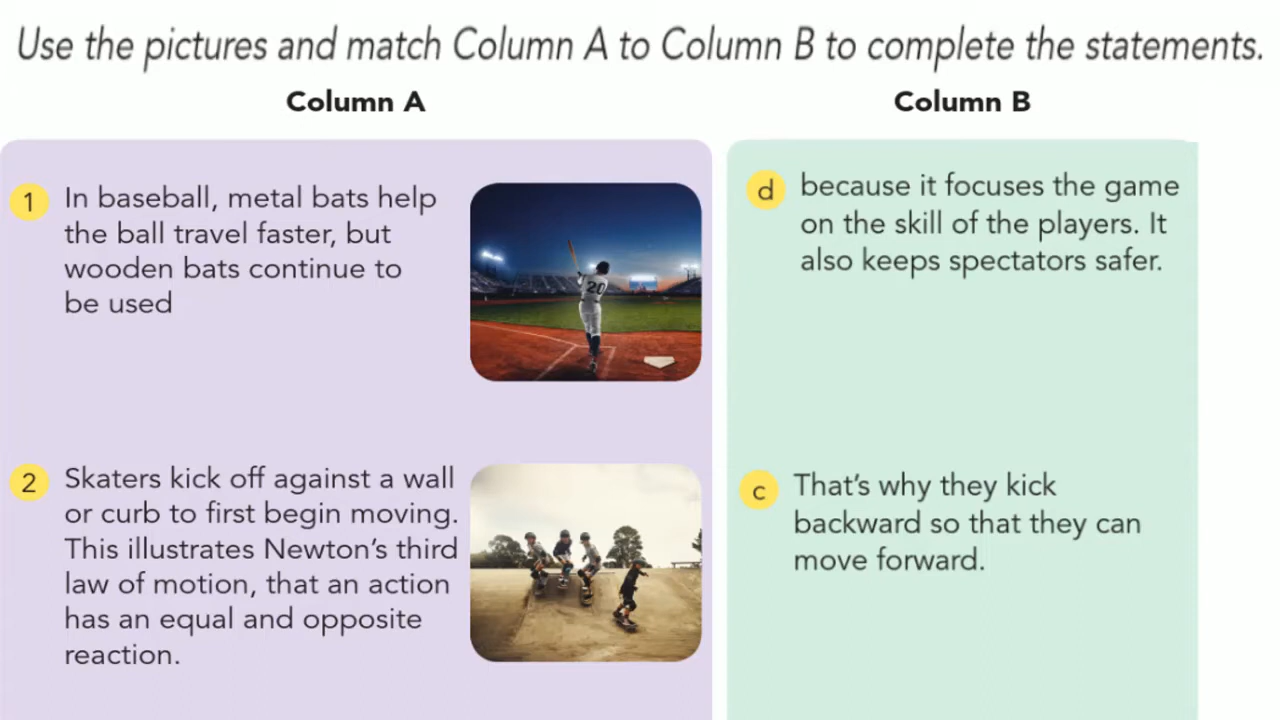 Use the pictures and match Column A to Column B to complete the statements.
Column A
Column B
1
In baseball, metal bats help
the ball travel faster, but
wooden bats continue to
be used
20
d
because it focuses the game
on the skill of the players. It
also keeps spectators safer.
2
Skaters kick off against a wall
or curb to first begin moving.
This illustrates Newton's third
law of motion, that an action
has an equal and opposite
reaction.
c
That's why they kick
backward so that they can
move forward.